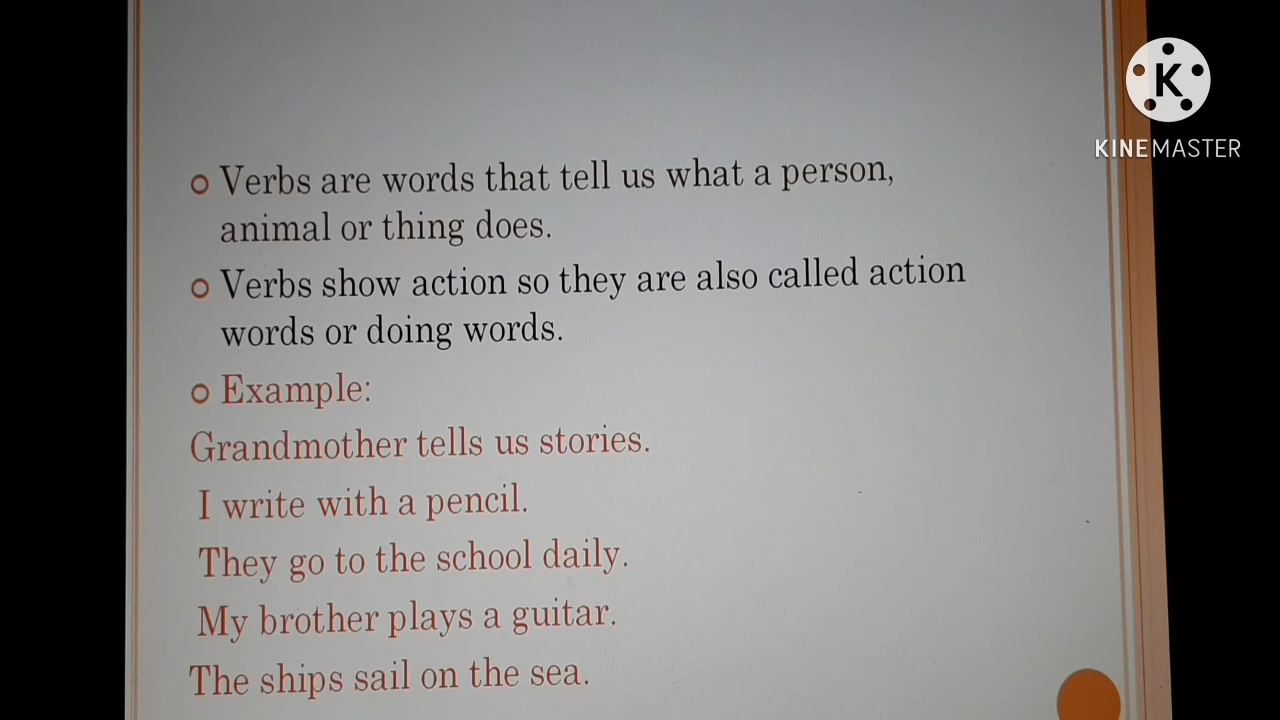 K
KINEMASTER
Verbs are words that tell us what a person,
animal or thing does.
Verbs show action so they are also called action
words or doing words.
Example:
Grandmother tells us stories.
I write with a pencil.
They go to the school daily.
My brother plays a guitar.
The ships sail on the sea.